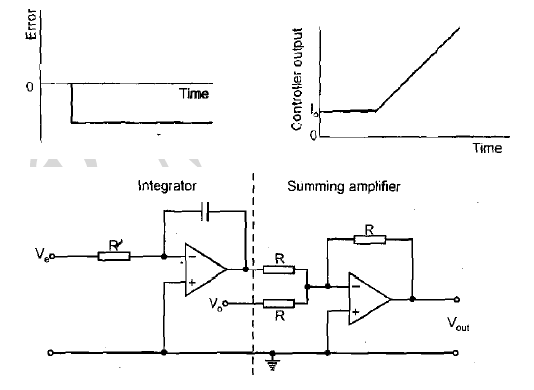 Error
0
Time
Controller output
I₀
0
Time
Integrator
Summing amplifier
R
Vₑ
−
+
R
V₀
R
R
−
+
Vout